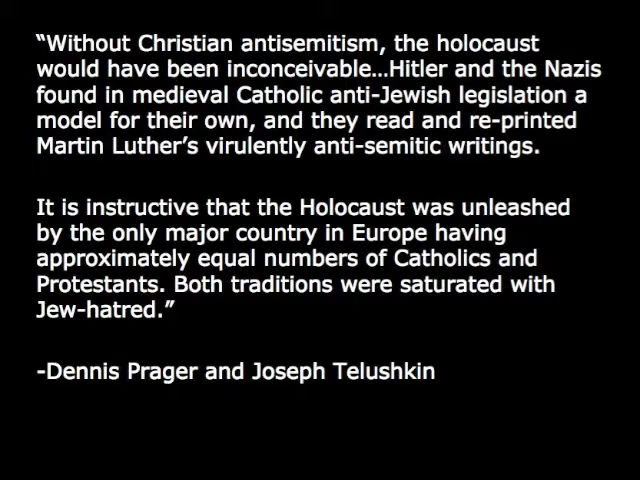 “Without Christian antisemitism, the holocaust
would have been inconceivable…Hitler and the Nazis
found in medieval Catholic anti-Jewish legislation a
model for their own, and they read and re-printed
Martin Luther’s virulently anti-semitic writings.
It is instructive that the Holocaust was unleashed
by the only major country in Europe having
approximately equal numbers of Catholics and
Protestants. Both traditions were saturated with
Jew-hatred.”
-Dennis Prager and Joseph Telushkin